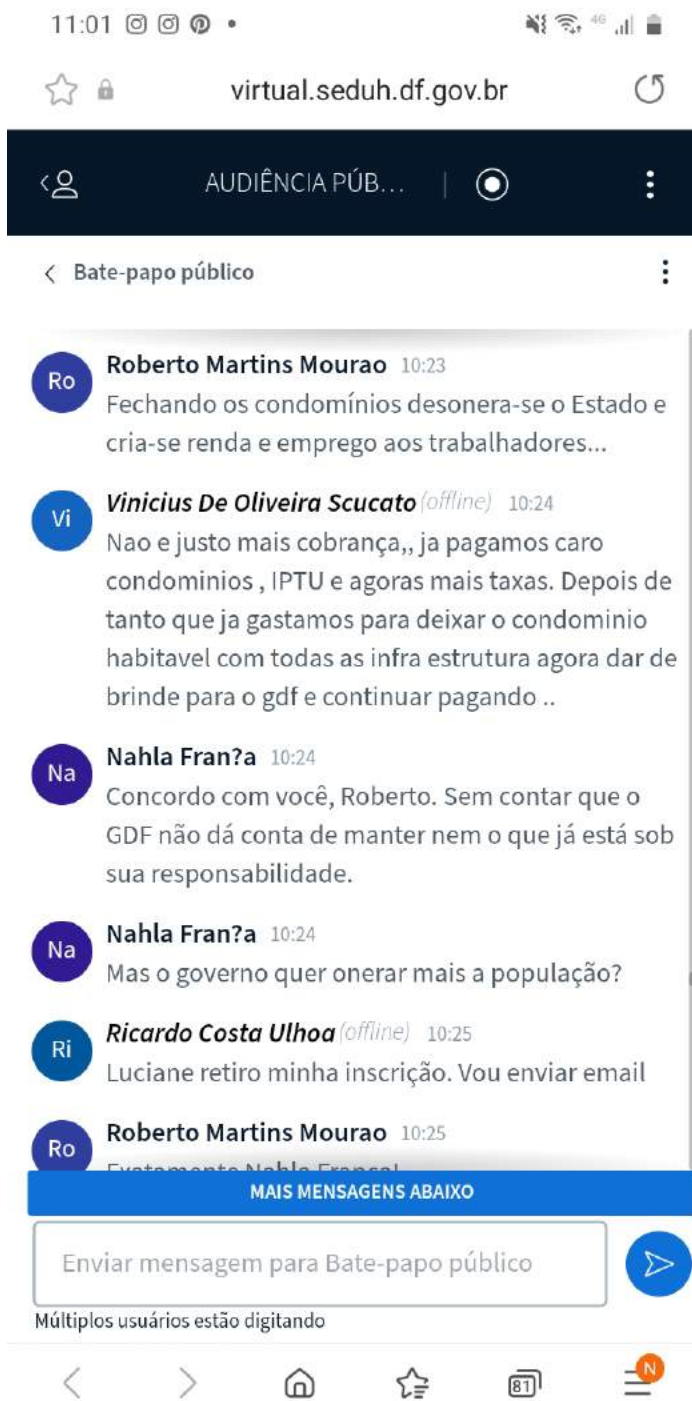 11:01
4G
virtual.seduh.df.gov.br
AUDIÊNCIA PÚB...
Bate-papo público
Ro
Roberto Martins Mourao 10:23
Fechando os condomínios desonera-se o Estado e
cria-se renda e emprego aos trabalhadores...
Vi
Vinicius De Oliveira Scucato (offline) 10:24
Nao e justo mais cobrança,, ja pagamos caro
condominios , IPTU e agoras mais taxas. Depois de
tanto que ja gastamos para deixar o condominio
habitavel com todas as infra estrutura agora dar de
brinde para o gdf e continuar pagando ..
Na
Nahla Fran?a 10:24
Concordo com você, Roberto. Sem contar que o
GDF não dá conta de manter nem o que já está sob
sua responsabilidade.
Na
Nahla Fran?a 10:24
Mas o governo quer onerar mais a população?
Ri
Ricardo Costa Ulhoa (offline) 10:25
Luciane retiro minha inscrição. Vou enviar email
Ro
Roberto Martins Mourao 10:25
Exatamente Nahla França!
MAIS MENSAGENS ABAIXO
Enviar mensagem para Bate-papo público
Múltiplos usuários estão digitando
81
N